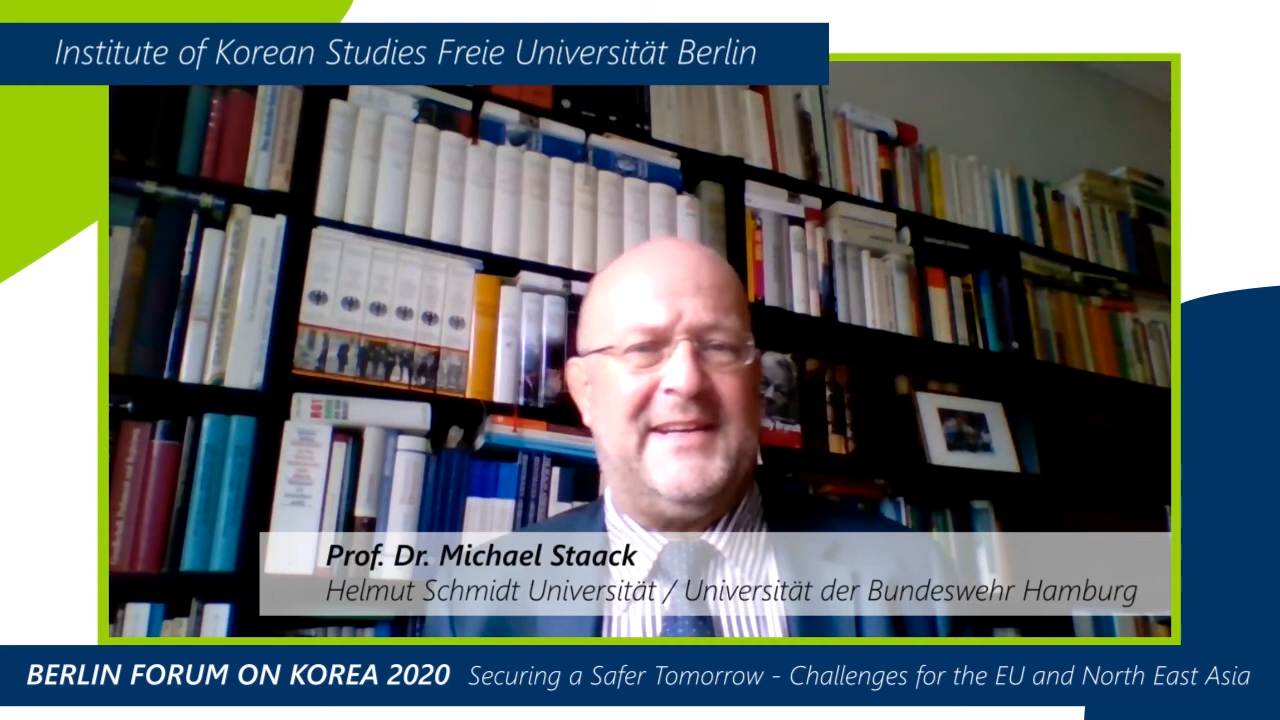 Institute of Korean Studies Freie Universität Berlin
Prof. Dr. Michael Staack
Helmut Schmidt Universität / Universität der Bundeswehr Hamburg
BERLIN FORUM ON KOREA 2020 Securing a Safer Tomorrow - Challenges for the EU and North East Asia